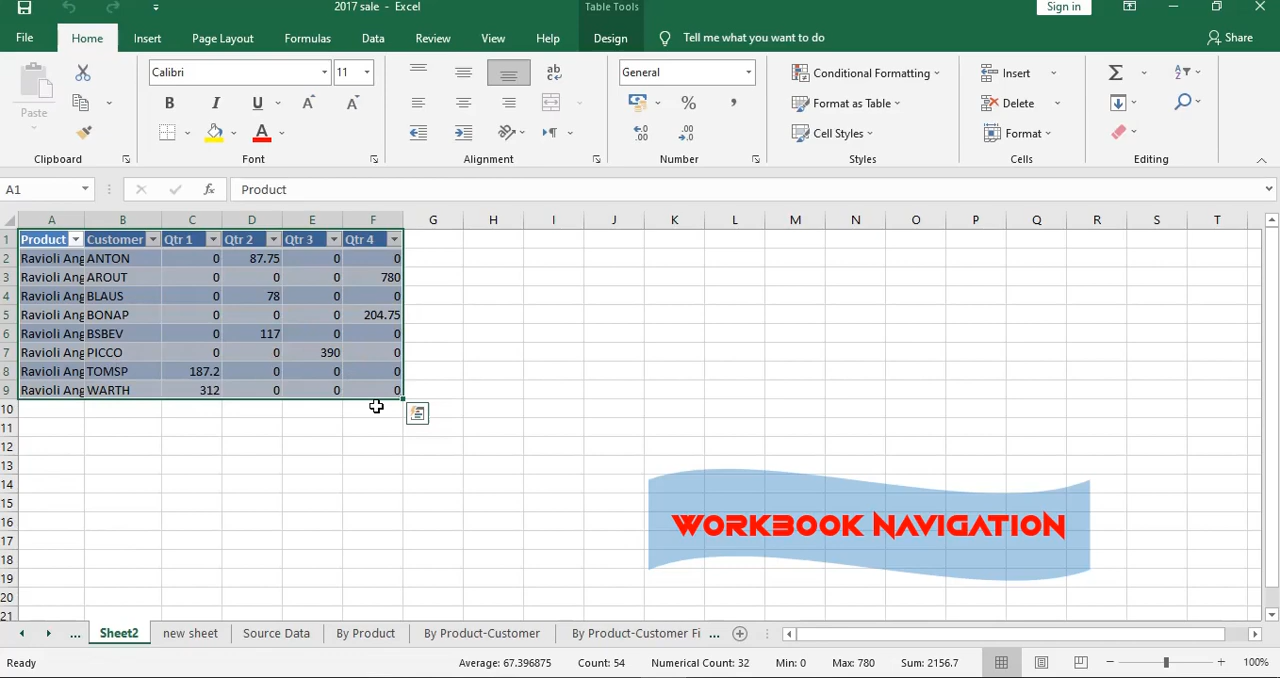 2017 sale - Excel
Table Tools
Sign in
File Home Insert Page Layout Formulas Data Review View Help Design Tell me what you want to do Share
Paste
Calibri 11
B I U A A
A
ab
c
General
% ,
.0 .00
.00 .0
Conditional Formatting
Format as Table
Cell Styles
Insert
Delete
Format
Clipboard Font Alignment Number Styles Cells Editing
A1 fx Product
A B C D E F G H I J K L M N O P Q R S T
1 Product Customer Qtr 1 Qtr 2 Qtr 3 Qtr 4
2 Ravioli Ang ANTON 0 87.75 0 0
3 Ravioli Ang AROUT 0 0 0 780
4 Ravioli Ang BLAUS 0 78 0 0
5 Ravioli Ang BONAP 0 0 0 204.75
6 Ravioli Ang BSBEV 0 117 0 0
7 Ravioli Ang PICCO 0 0 390 0
8 Ravioli Ang TOMSP 187.2 0 0 0
9 Ravioli Ang WARTH 312 0 0 0
10
11
12
13
14
15
16
17
18
19
20
21
WORKBOOK NAVIGATION
... Sheet2 new sheet Source Data By Product By Product-Customer By Product-Customer Fi ...
Ready Average: 67.396875 Count: 54 Numerical Count: 32 Min: 0 Max: 780 Sum: 2156.7 100%